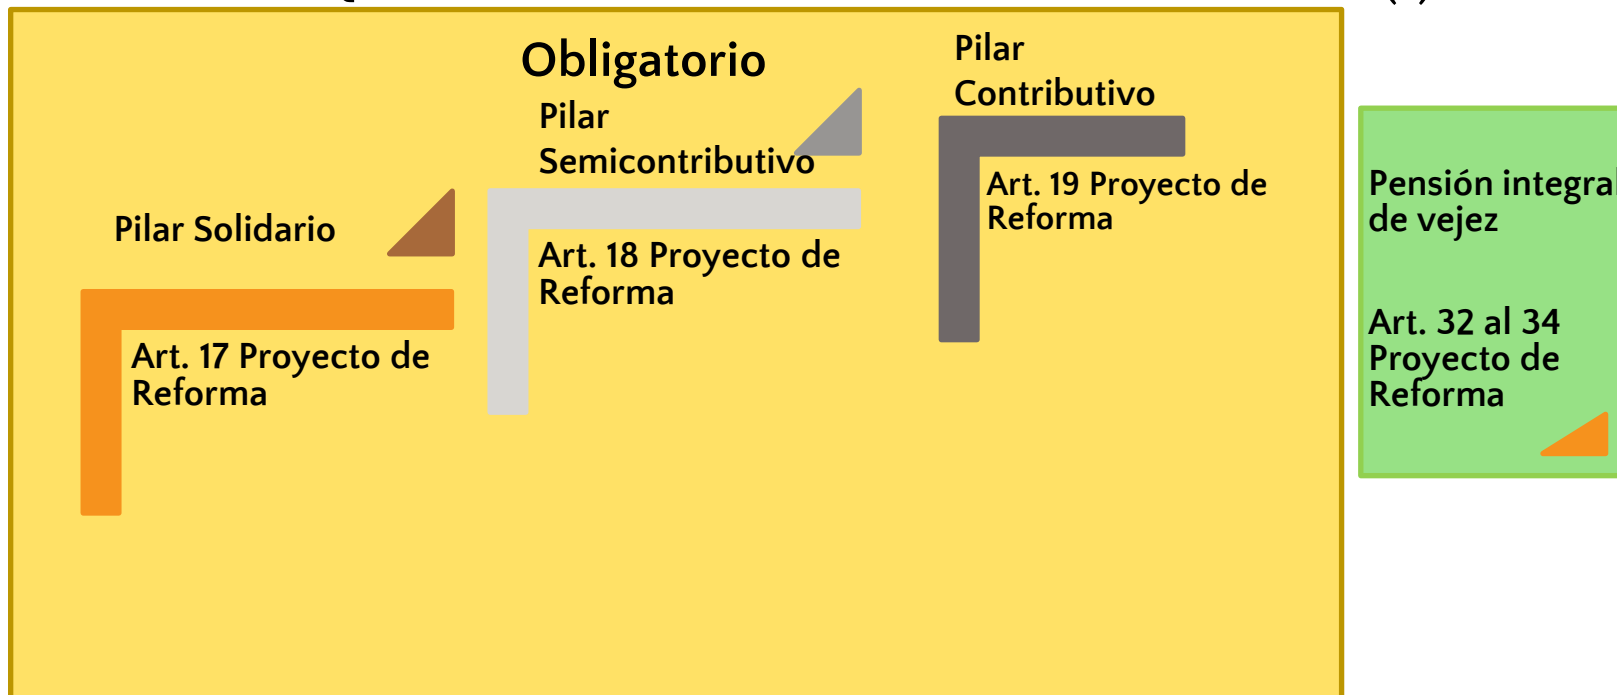 Obligatorio
Pilar Solidario
Art. 17 Proyecto de
Reforma
Pilar
Semicontributivo
Art. 18 Proyecto de
Reforma
Pilar
Contributivo
Art. 19 Proyecto de
Reforma
Pensión integral
de vejez
Art. 32 al 34
Proyecto de
Reforma